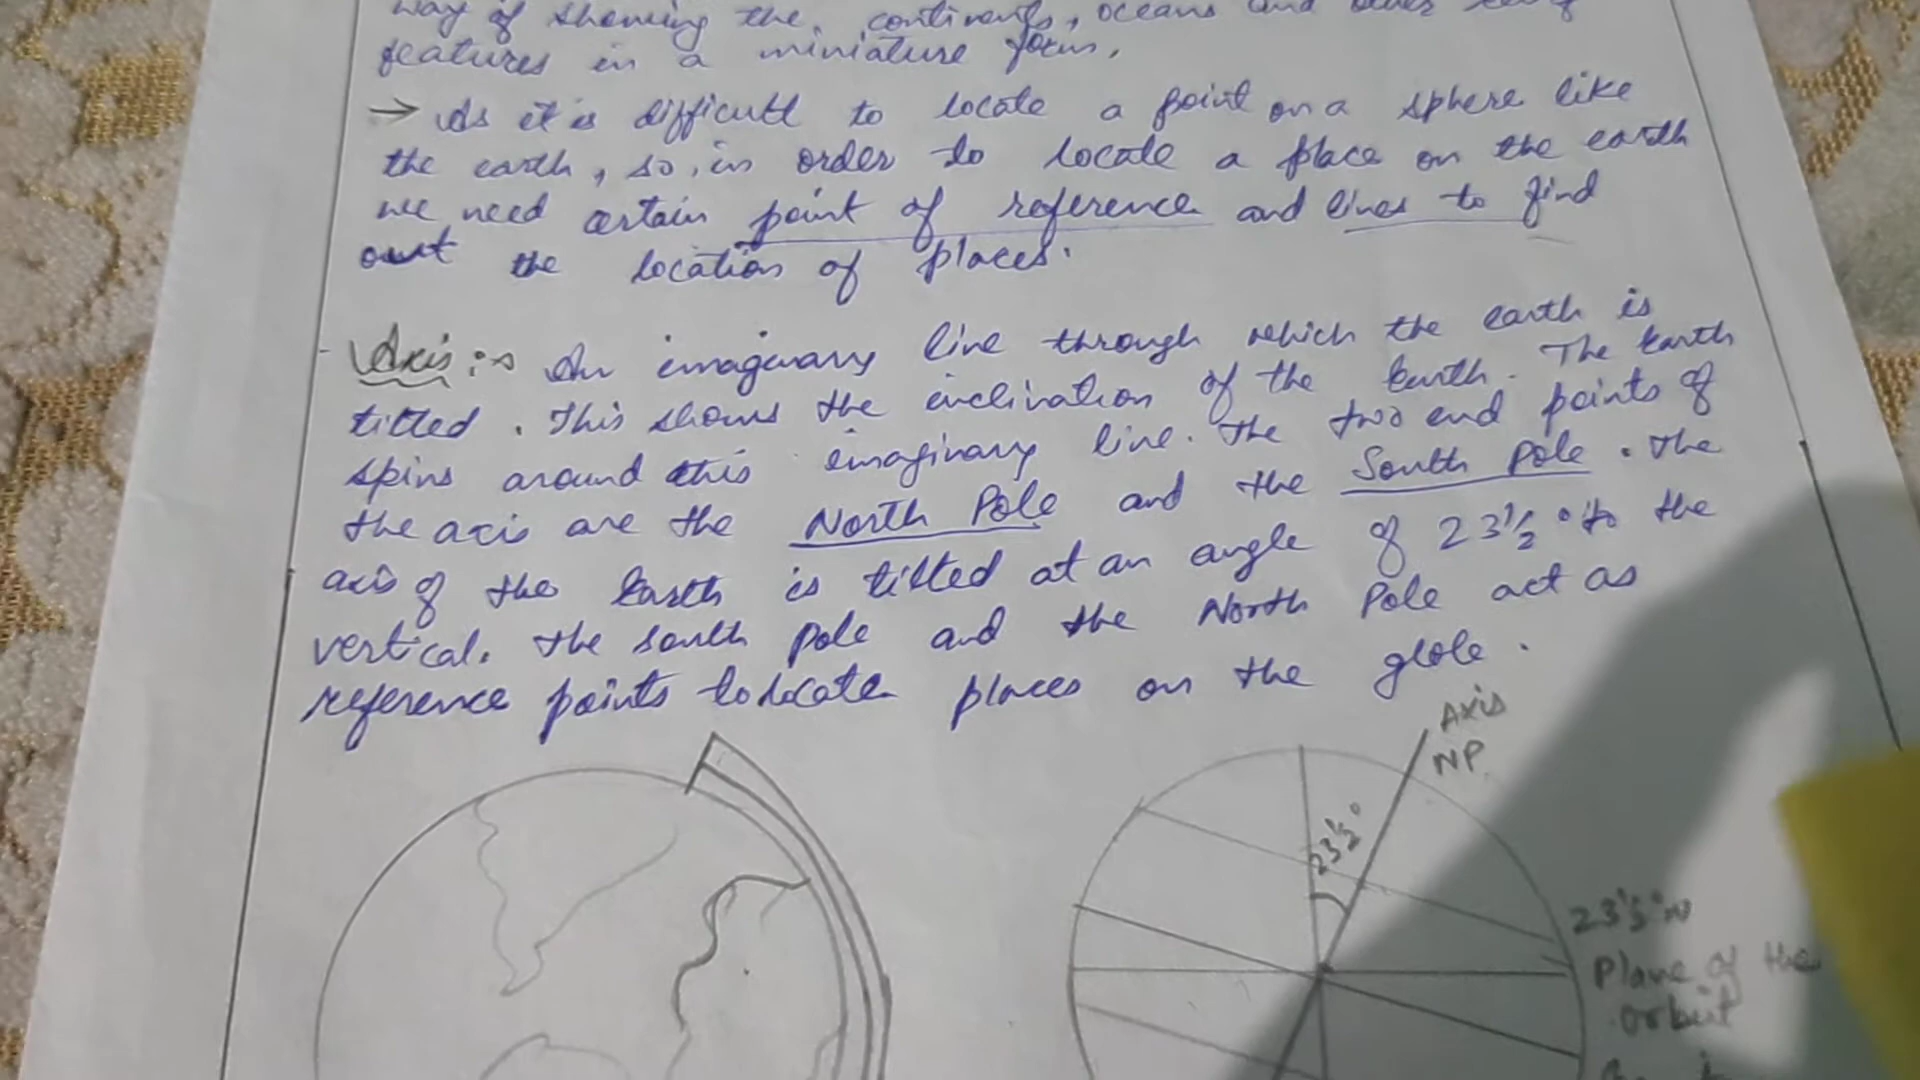 way of showing the continents, oceans and other
features in a miniature form.
→ As it is difficult to locate a point on a sphere like
the earth, so, in order to locate a place on the earth
we need certain point of reference and lines to find
out the location of places.
Axis :→ An imaginary line through which the earth is
titled. This shows the inclination of the Earth. The Earth
spins around this imaginary line. The two end points of
the axis are the North Pole and the South Pole. The
axis of the Earth is tilted at an angle of 23½° to the
vertical. The South Pole and the North Pole act as
reference points to locate places on the globe.
Axis
NP
23½°
23½°N
Plane of the
orbit